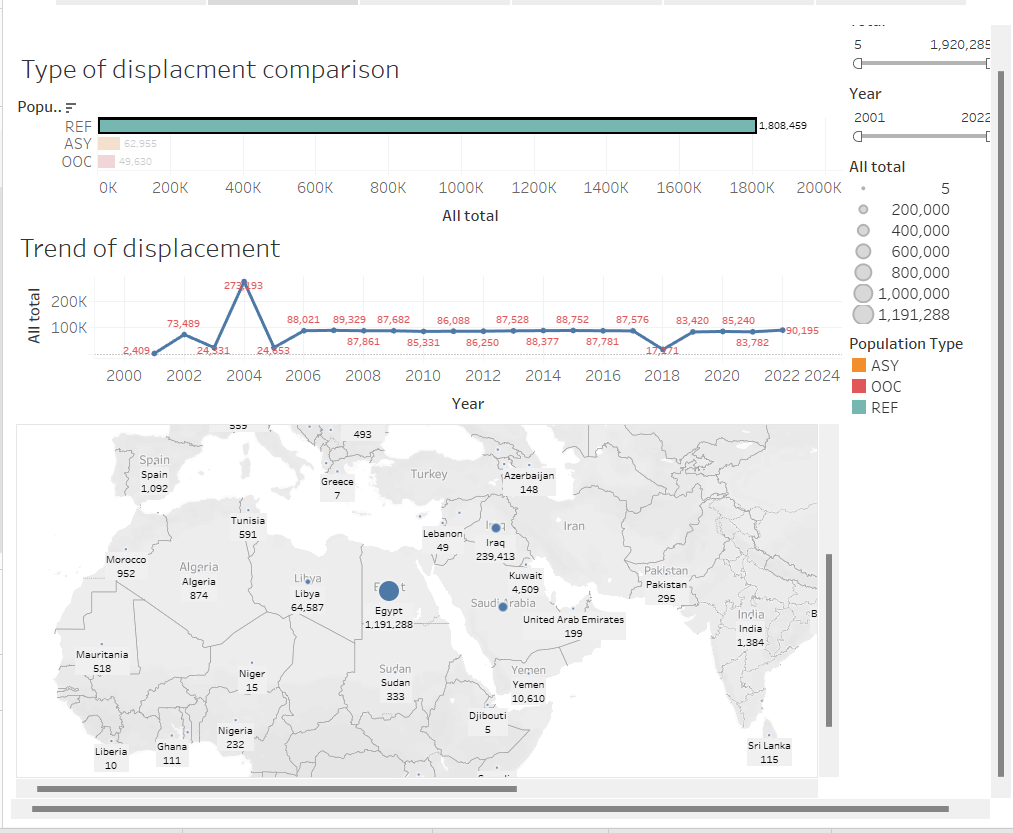 5 1,920,285
Type of displacment comparison
Year
2001 2022
Popu..
REF 1,808,459
ASY 62,955
OOC 49,630
0K 200K 400K 600K 800K 1000K 1200K 1400K 1600K 1800K 2000K
All total
All total
5
200,000
400,000
600,000
800,000
1,000,000
1,191,288
Population Type
ASY
OOC
REF
Trend of displacement
All total
200K
100K
2,409 73,489 24,331 273,193 24,653 88,021 87,861 89,329 87,682 85,331 86,088 86,250 87,528 88,377 88,752 87,781 87,576 83,420 85,240 83,782 90,195
2000 2002 2004 2006 2008 2010 2012 2014 2016 2018 2020 2022 2024
Year
559
493
Spain
Spain
1,092
Greece
7
Turkey
Azerbaijan
148
Tunisia
591
Lebanon
49
Iraq
239,413
Iran
Morocco
952
Algeria
Algeria
874
Libya
Libya
64,587
Egypt
1,191,288
Kuwait
4,509
Saudi Arabia
United Arab Emirates
199
Pakistan
Pakistan
295
India
India
1,384
B
Mauritania
518
Niger
15
Sudan
Sudan
333
Yemen
Yemen
10,610
Djibouti
5
Nigeria
232
Liberia
10
Ghana
111
Sri Lanka
115